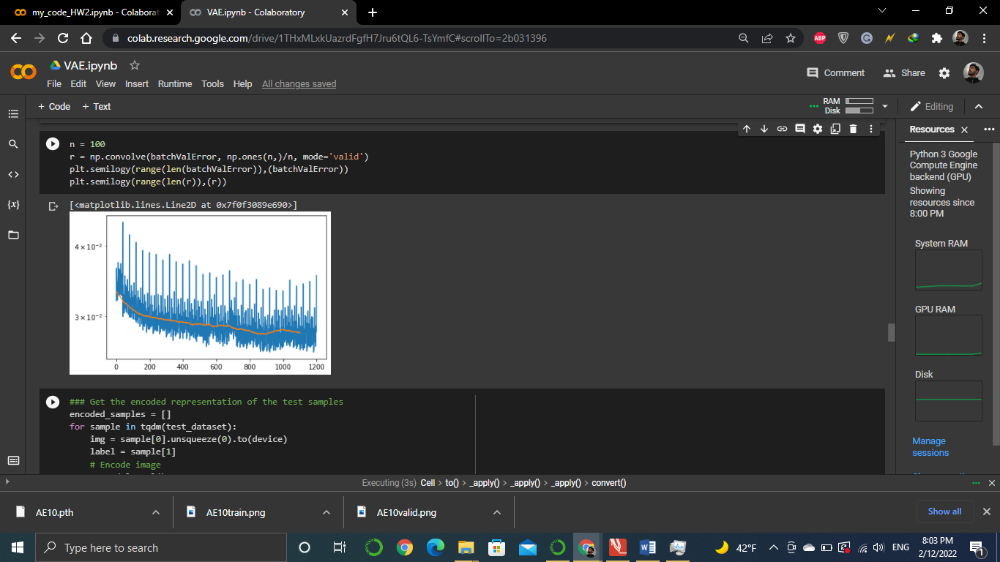 my_code_HW2.ipynb - Colaborat
VAE.ipynb - Colaboratory
colab.research.google.com/drive/1THxMLxkUazrdFgfH7Jru6tQL6-TsYmfC#scrollTo=2b031396
ABP
VAE.ipynb
File Edit View Insert Runtime Tools Help All changes saved
Comment
Share
+ Code + Text
RAM
Disk
Editing
n = 100
r = np.convolve(batchValError, np.ones(n,)/n, mode='valid')
plt.semilogy(range(len(batchValError)),(batchValError))
plt.semilogy(range(len(r)),(r))
[<matplotlib.lines.Line2D at 0x7f0f3089e690>]
4 × 10⁻²
3 × 10⁻²
0 200 400 600 800 1000 1200
### Get the encoded representation of the test samples
encoded_samples = []
for sample in tqdm(test_dataset):
img = sample[0].unsqueeze(0).to(device)
label = sample[1]
# Encode image
Resources
Python 3 Google
Compute Engine
backend (GPU)
Showing
resources since
8:00 PM
System RAM
GPU RAM
Disk
Manage
sessions
Executing (3s) Cell > to() > _apply() > _apply() > _apply() > convert()
AE10.pth
AE10train.png
AE10valid.png
Show all
Type here to search
42°F
ENG
8:03 PM
2/12/2022
1